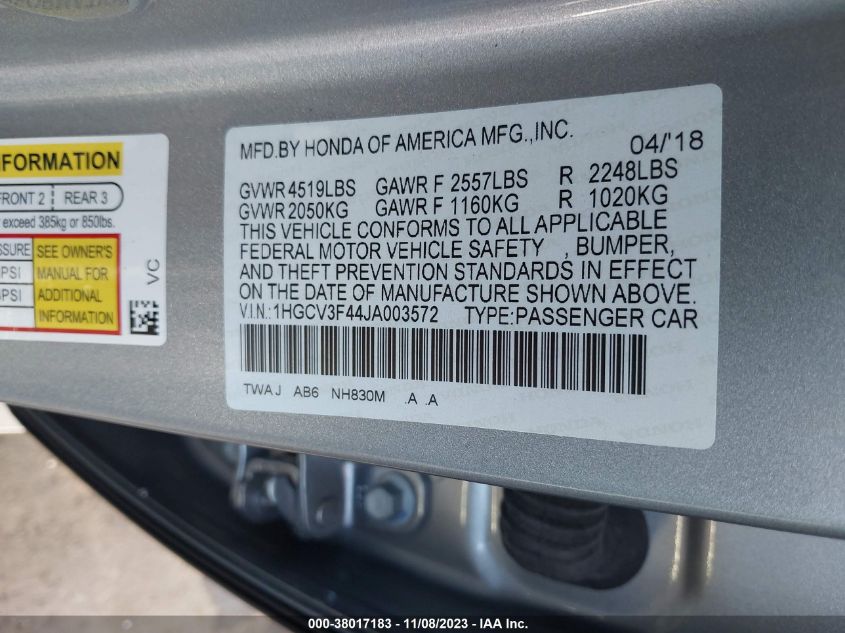 NFORMATION
FRONT 2 | REAR 3
exceed 385kg or 850lbs.
SEE OWNER'S
PSI MANUAL FOR
PSI ADDITIONAL
INFORMATION
VC
MFD.BY HONDA OF AMERICA MFG.,INC. 04/'18
GVWR 4519LBS GAWR F 2557LBS R 2248LBS
GVWR 2050KG GAWR F 1160KG R 1020KG
THIS VEHICLE CONFORMS TO ALL APPLICABLE
FEDERAL MOTOR VEHICLE SAFETY , BUMPER,
AND THEFT PREVENTION STANDARDS IN EFFECT
ON THE DATE OF MANUFACTURE SHOWN ABOVE.
V.I.N.:1HGCV3F44JA003572 TYPE:PASSENGER CAR
TWAJ AB6 NH830M .A .A
000-38017183 - 11/08/2023 - IAA Inc.